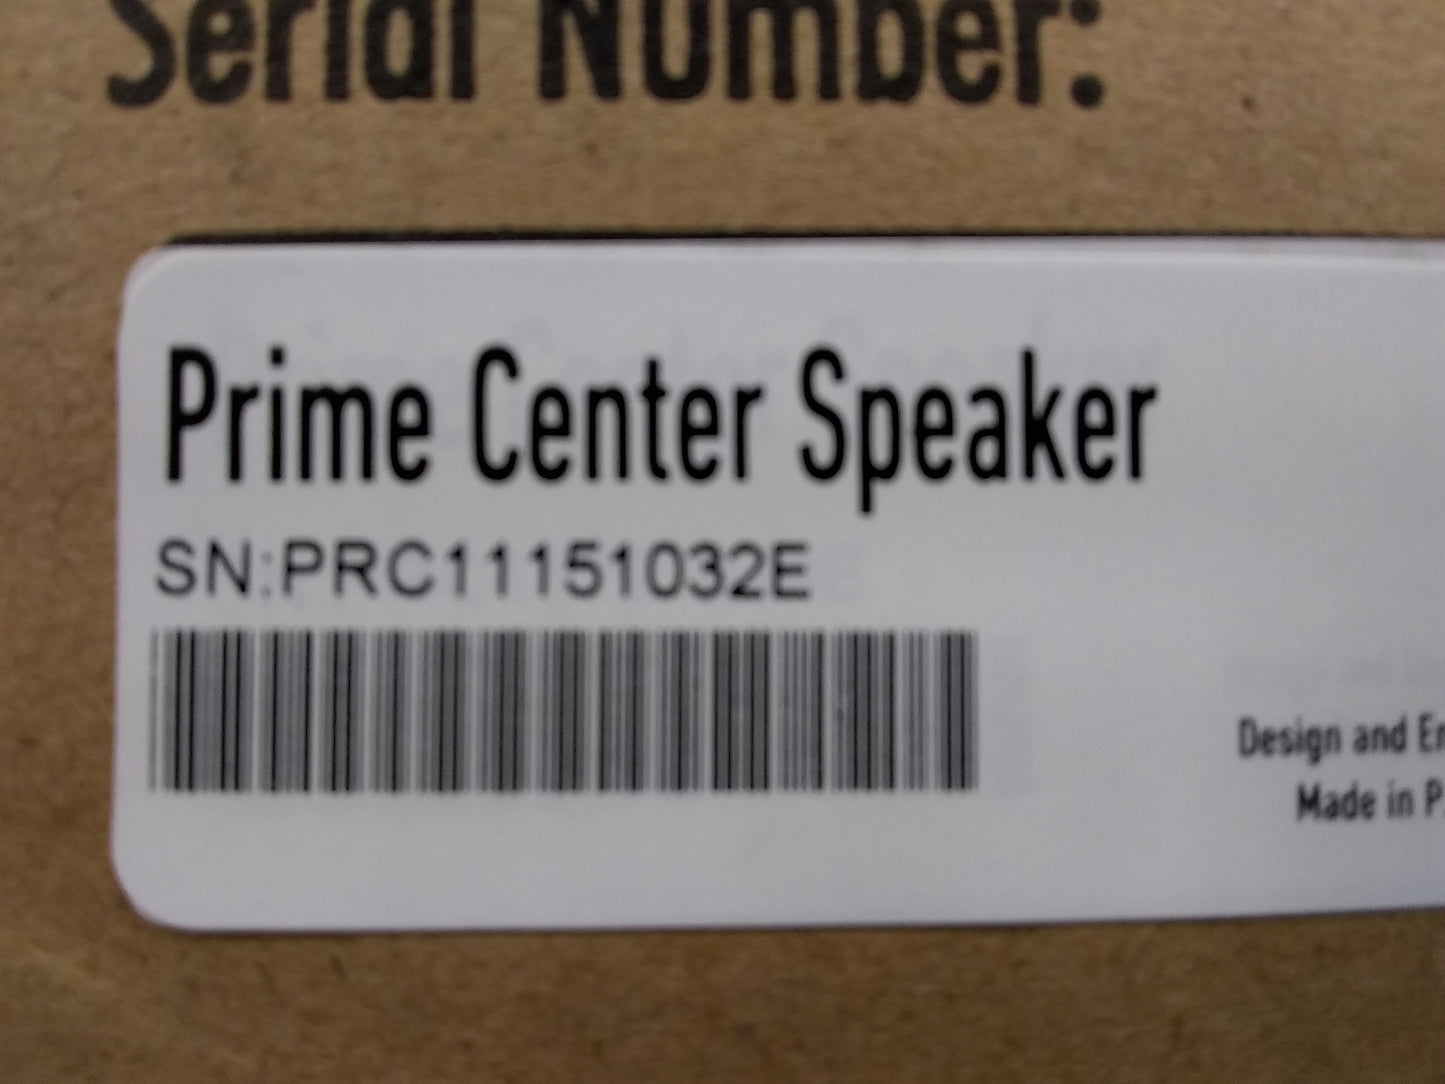 Serial Number:
Prime Center Speaker
SN:PRC11151032E
Design and En
Made in P.